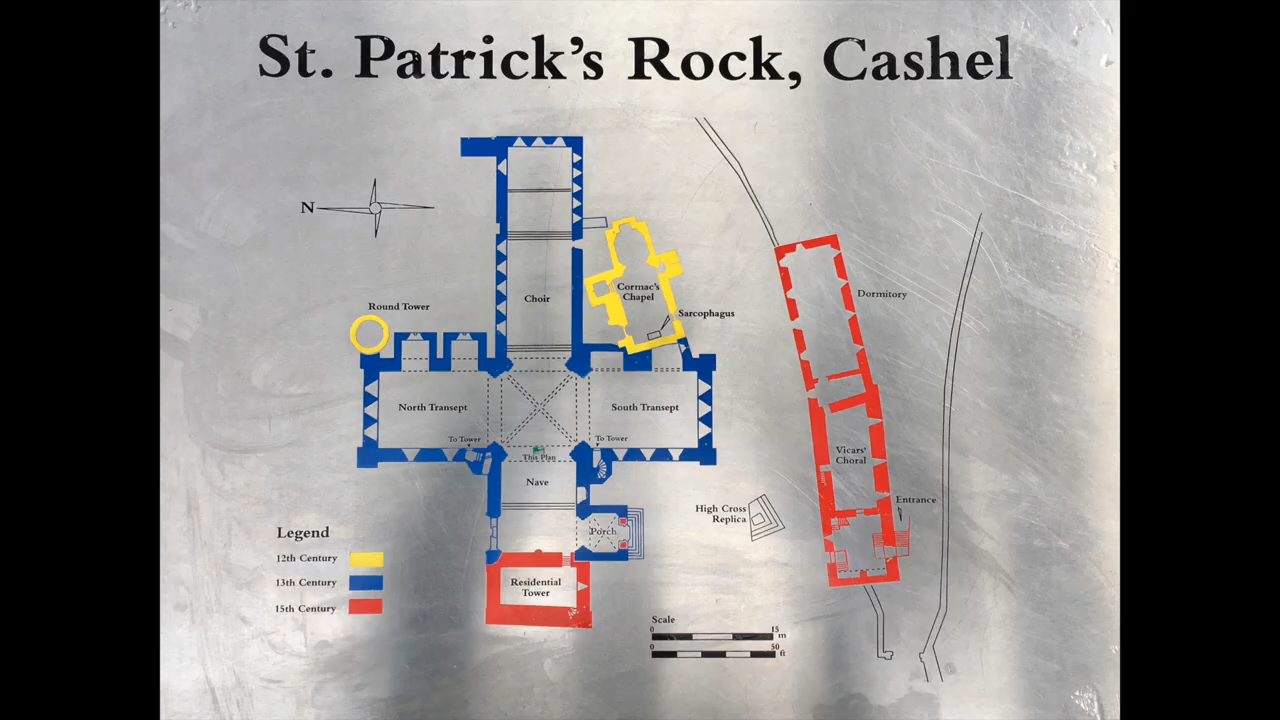 St. Patrick's Rock, Cashel
N
Round Tower
Choir
Cormac's
Chapel
Sarcophagus
Dormitory
North Transept
South Transept
To Tower
To Tower
This Plan
Nave
Vicars'
Choral
Entrance
High Cross
Replica
Porch
Legend
12th Century
13th Century
15th Century
Residential
Tower
Scale
0 15
m
0 50
ft